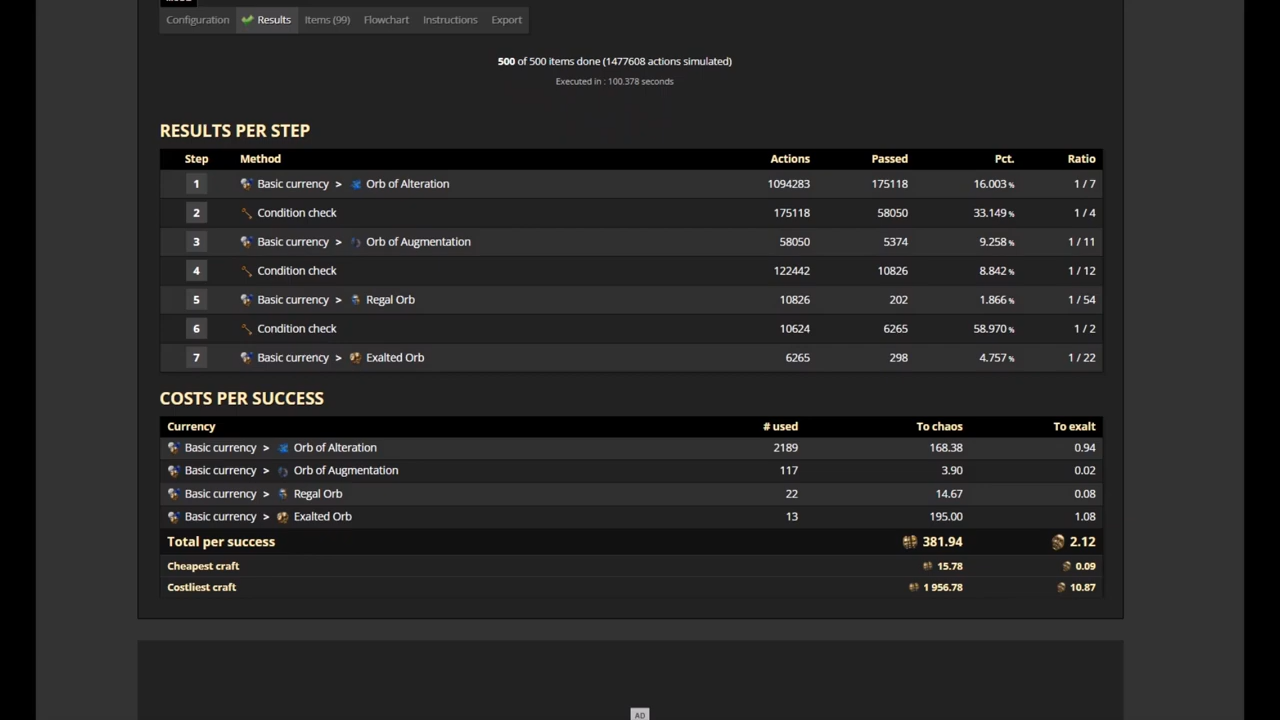 Configuration Results Items (99) Flowchart Instructions Export
500 of 500 items done (1477608 actions simulated)
Executed in : 100.378 seconds
RESULTS PER STEP
Step Method Actions Passed Pct. Ratio
1 Basic currency > Orb of Alteration 1094283 175118 16.003 % 1 / 7
2 Condition check 175118 58050 33.149 % 1 / 4
3 Basic currency > Orb of Augmentation 58050 5374 9.258 % 1 / 11
4 Condition check 122442 10826 8.842 % 1 / 12
5 Basic currency > Regal Orb 10826 202 1.866 % 1 / 54
6 Condition check 10624 6265 58.970 % 1 / 2
7 Basic currency > Exalted Orb 6265 298 4.757 % 1 / 22
COSTS PER SUCCESS
Currency # used To chaos To exalt
Basic currency > Orb of Alteration 2189 168.38 0.94
Basic currency > Orb of Augmentation 117 3.90 0.02
Basic currency > Regal Orb 22 14.67 0.08
Basic currency > Exalted Orb 13 195.00 1.08
Total per success 381.94 2.12
Cheapest craft 15.78 0.09
Costliest craft 1 956.78 10.87
AD